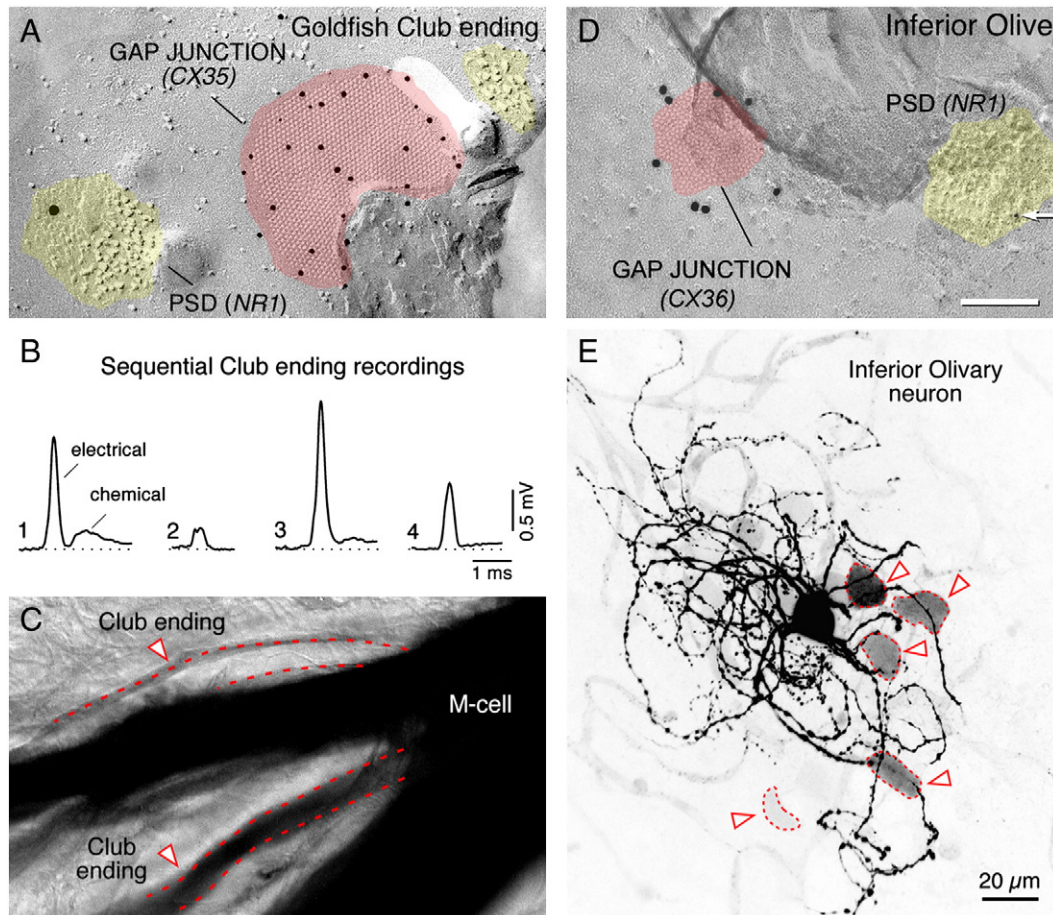 A
Goldfish Club ending
GAP JUNCTION
(CX35)
PSD (NR1)
D
Inferior Olive
PSD (NR1)
GAP JUNCTION
(CX36)
B
Sequential Club ending recordings
electrical
chemical
1
2
3
4
0.5 mV
1 ms
C
Club ending
M-cell
Club
ending
E
Inferior Olivary
neuron
20 µm